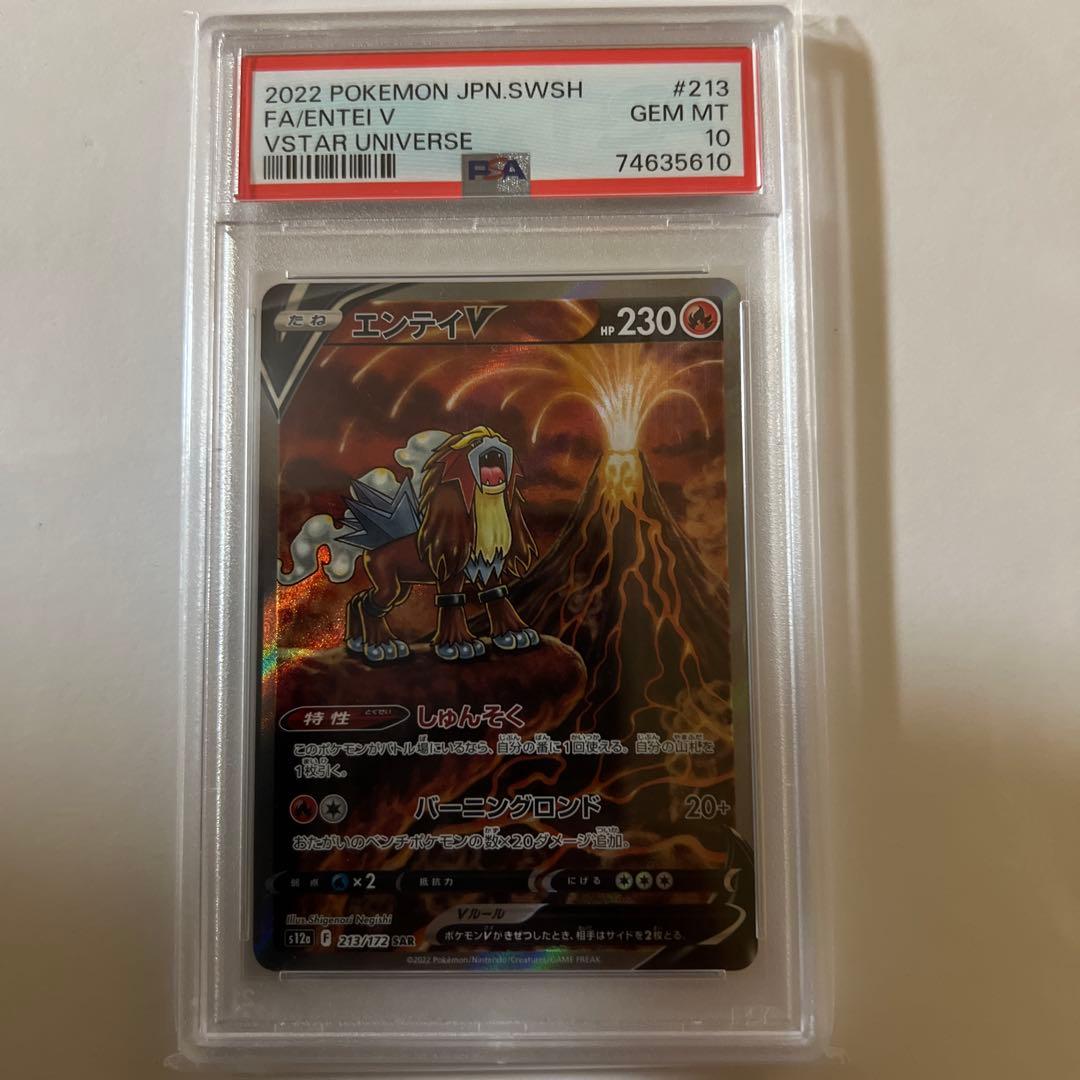 2022 POKEMON JPN.SWSH #213
FA/ENTEI V GEM MT
VSTAR UNIVERSE 10
74635610
PSA
たね エンテイV HP 230
特性 とくせい しゅんそく
このポケモンがバトル場にいるなら、自分の番に1回使える。自分の山札を
1枚引く。
バーニングロンド 20+
おたがいのベンチポケモンの数×20ダメージ追加。
弱点 ×2 抵抗力 にげる
Illus. Shigenori Negishi
Vルール
ポケモンVがきぜつしたとき、相手はサイドを2枚とる。
s12a F 213/172 SAR
©2022 Pokémon/Nintendo/Creatures/GAME FREAK